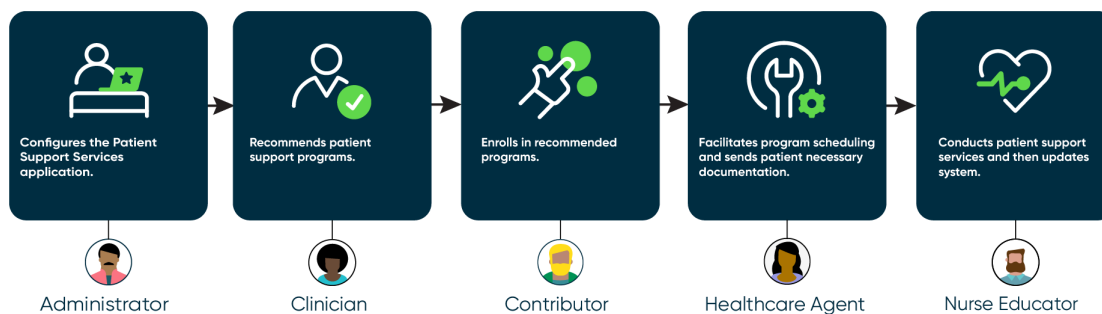 Configures the Patient
Support Services
application.
Recommends patient
support programs.
Enrolls in recommended
programs.
Facilitates program scheduling
and sends patient necessary
documentation.
Conducts patient support
services and then updates
system.
Administrator
Clinician
Contributor
Healthcare Agent
Nurse Educator